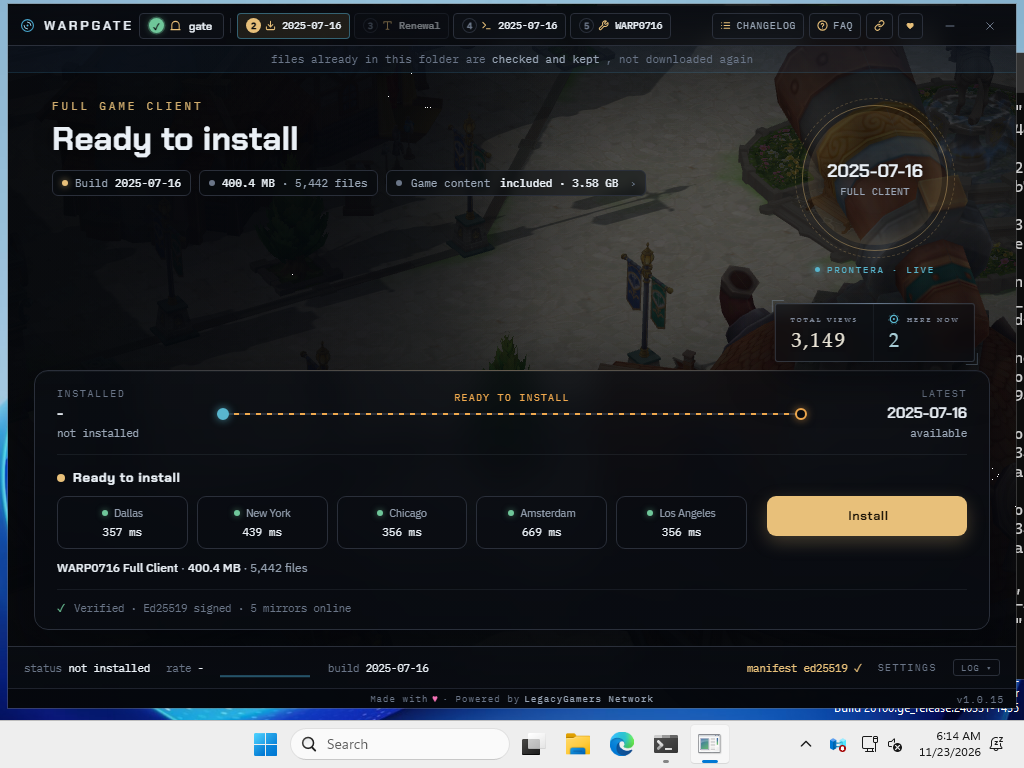 WARPGATE gate 2 2025-07-16 3 Renewal 4 2025-07-16 5 WARP0716 CHANGELOG FAQ
files already in this folder are checked and kept , not downloaded again
FULL GAME CLIENT
Ready to install
Build 2025-07-16 400.4 MB · 5,442 files Game content included · 3.58 GB ›
2025-07-16
FULL CLIENT
PRONTERA · LIVE
TOTAL VIEWS HERE NOW
3,149 2
INSTALLED READY TO INSTALL LATEST
– 2025-07-16
not installed available
Ready to install
Dallas New York Chicago Amsterdam Los Angeles
357 ms 439 ms 356 ms 669 ms 356 ms
Install
WARP0716 Full Client · 400.4 MB · 5,442 files
✓ Verified · Ed25519 signed · 5 mirrors online
status not installed rate – build 2025-07-16 manifest ed25519 ✓ SETTINGS LOG
Made with ♥ · Powered by LegacyGamers Network v1.0.15
Search
6:14 AM
11/23/2026